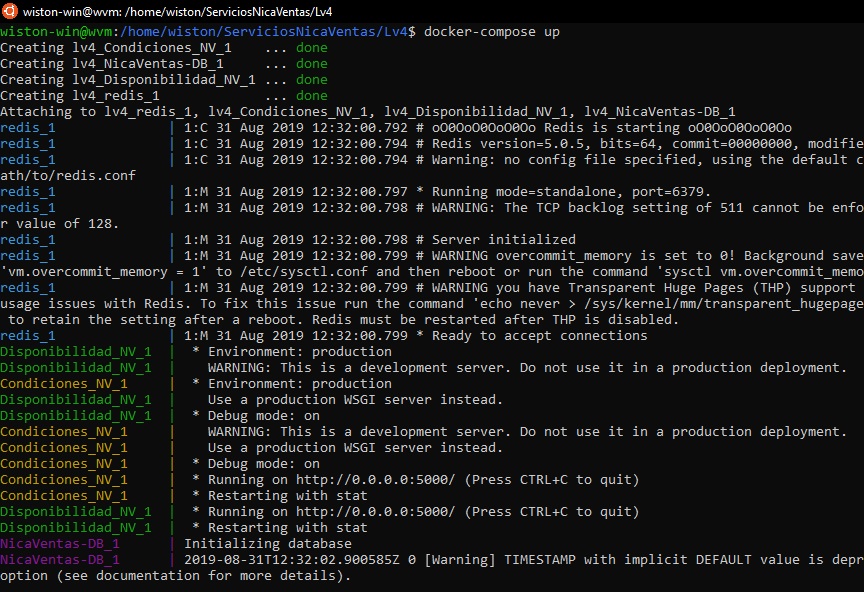 wiston-win@wvm: /home/wiston/ServiciosNicaVentas/Lv4
wiston-win@wvm:/home/wiston/ServiciosNicaVentas/Lv4$ docker-compose up
Creating lv4_Condiciones_NV_1    ... done
Creating lv4_NicaVentas-DB_1     ... done
Creating lv4_Disponibilidad_NV_1 ... done
Creating lv4_redis_1             ... done
Attaching to lv4_redis_1, lv4_Condiciones_NV_1, lv4_Disponibilidad_NV_1, lv4_NicaVentas-DB_1
redis_1              | 1:C 31 Aug 2019 12:32:00.792 # oO0OoO0OoO0Oo Redis is starting oO0OoO0OoO0Oo
redis_1              | 1:C 31 Aug 2019 12:32:00.794 # Redis version=5.0.5, bits=64, commit=00000000, modifie
redis_1              | 1:C 31 Aug 2019 12:32:00.794 # Warning: no config file specified, using the default c
ath/to/redis.conf
redis_1              | 1:M 31 Aug 2019 12:32:00.797 * Running mode=standalone, port=6379.
redis_1              | 1:M 31 Aug 2019 12:32:00.798 # WARNING: The TCP backlog setting of 511 cannot be enfo
r value of 128.
redis_1              | 1:M 31 Aug 2019 12:32:00.798 # Server initialized
redis_1              | 1:M 31 Aug 2019 12:32:00.799 # WARNING overcommit_memory is set to 0! Background save
'vm.overcommit_memory = 1' to /etc/sysctl.conf and then reboot or run the command 'sysctl vm.overcommit_memo
redis_1              | 1:M 31 Aug 2019 12:32:00.799 # WARNING you have Transparent Huge Pages (THP) support
usage issues with Redis. To fix this issue run the command 'echo never > /sys/kernel/mm/transparent_hugepage
 to retain the setting after a reboot. Redis must be restarted after THP is disabled.
redis_1              | 1:M 31 Aug 2019 12:32:00.799 * Ready to accept connections
Disponibilidad_NV_1  |  * Environment: production
Disponibilidad_NV_1  |    WARNING: This is a development server. Do not use it in a production deployment.
Condiciones_NV_1     |  * Environment: production
Disponibilidad_NV_1  |    Use a production WSGI server instead.
Disponibilidad_NV_1  |  * Debug mode: on
Condiciones_NV_1     |    WARNING: This is a development server. Do not use it in a production deployment.
Condiciones_NV_1     |    Use a production WSGI server instead.
Condiciones_NV_1     |  * Debug mode: on
Condiciones_NV_1     |  * Running on http://0.0.0.0:5000/ (Press CTRL+C to quit)
Condiciones_NV_1     |  * Restarting with stat
Disponibilidad_NV_1  |  * Running on http://0.0.0.0:5000/ (Press CTRL+C to quit)
Disponibilidad_NV_1  |  * Restarting with stat
NicaVentas-DB_1      | Initializing database
NicaVentas-DB_1      | 2019-08-31T12:32:02.900585Z 0 [Warning] TIMESTAMP with implicit DEFAULT value is depr
option (see documentation for more details).